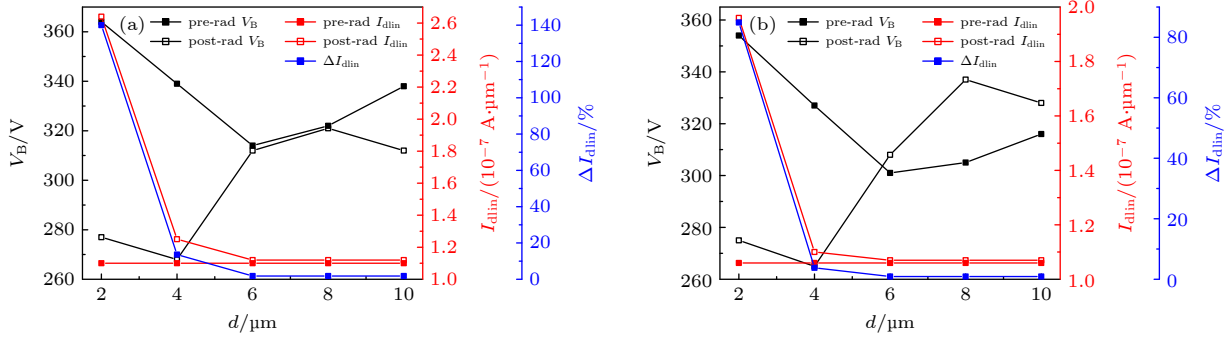 (a)
pre-rad V_B
post-rad V_B
pre-rad I_dlin
post-rad I_dlin
ΔI_dlin
360
340
320
300
280
260
V_B/V
2 4 6 8 10
d/µm
2.6
2.4
2.2
2.0
1.8
1.6
1.4
1.2
1.0
I_dlin/(10⁻⁷ A·µm⁻¹)
140
120
100
80
60
40
20
0
ΔI_dlin/%
(b)
pre-rad V_B
post-rad V_B
pre-rad I_dlin
post-rad I_dlin
ΔI_dlin
360
340
320
300
280
260
V_B/V
2 4 6 8 10
d/µm
2.0
1.8
1.6
1.4
1.2
1.0
I_dlin/(10⁻⁷ A·µm⁻¹)
80
60
40
20
0
ΔI_dlin/%